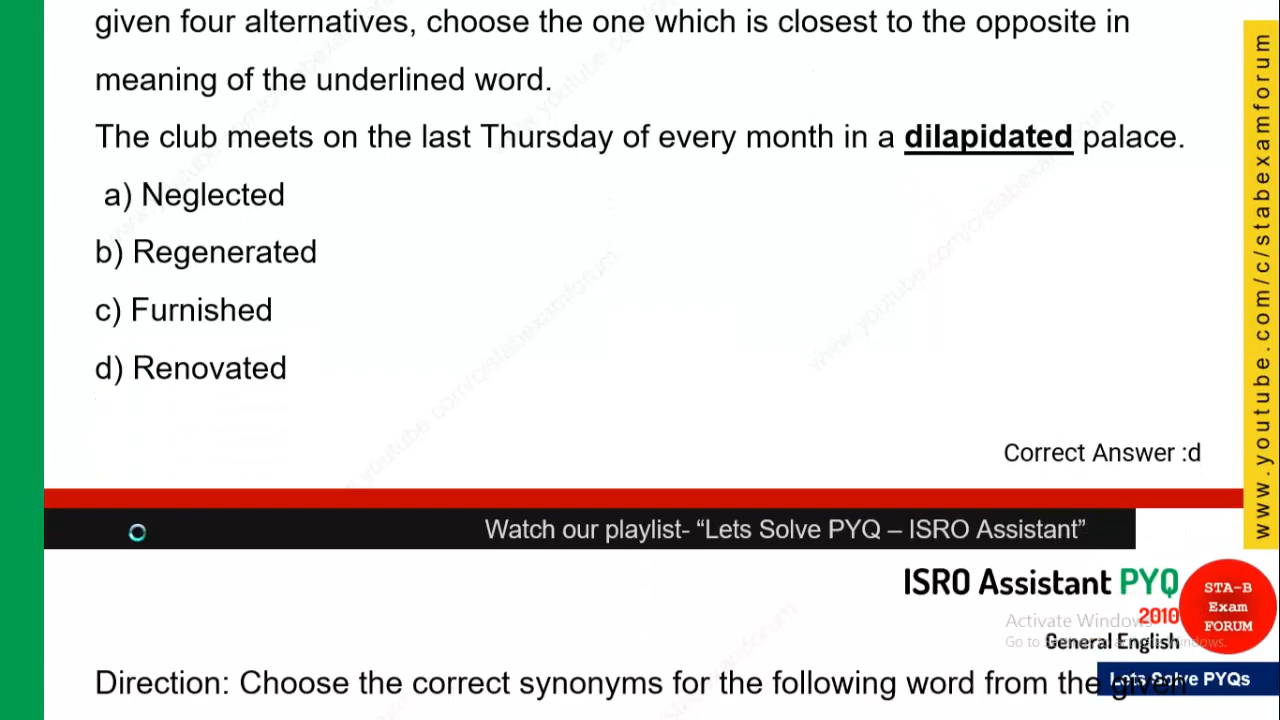 given four alternatives, choose the one which is closest to the opposite in
meaning of the underlined word.
The club meets on the last Thursday of every month in a dilapidated palace.
a) Neglected
b) Regenerated
c) Furnished
d) Renovated
Correct Answer :d
Watch our playlist- “Lets Solve PYQ – ISRO Assistant”
www.youtube.com/c/stabexamforum
ISRO Assistant PYQ
2010
General English
STA-B
Exam
FORUM
Activate Windows
Lets Solve PYQs
Direction: Choose the correct synonyms for the following word from the given